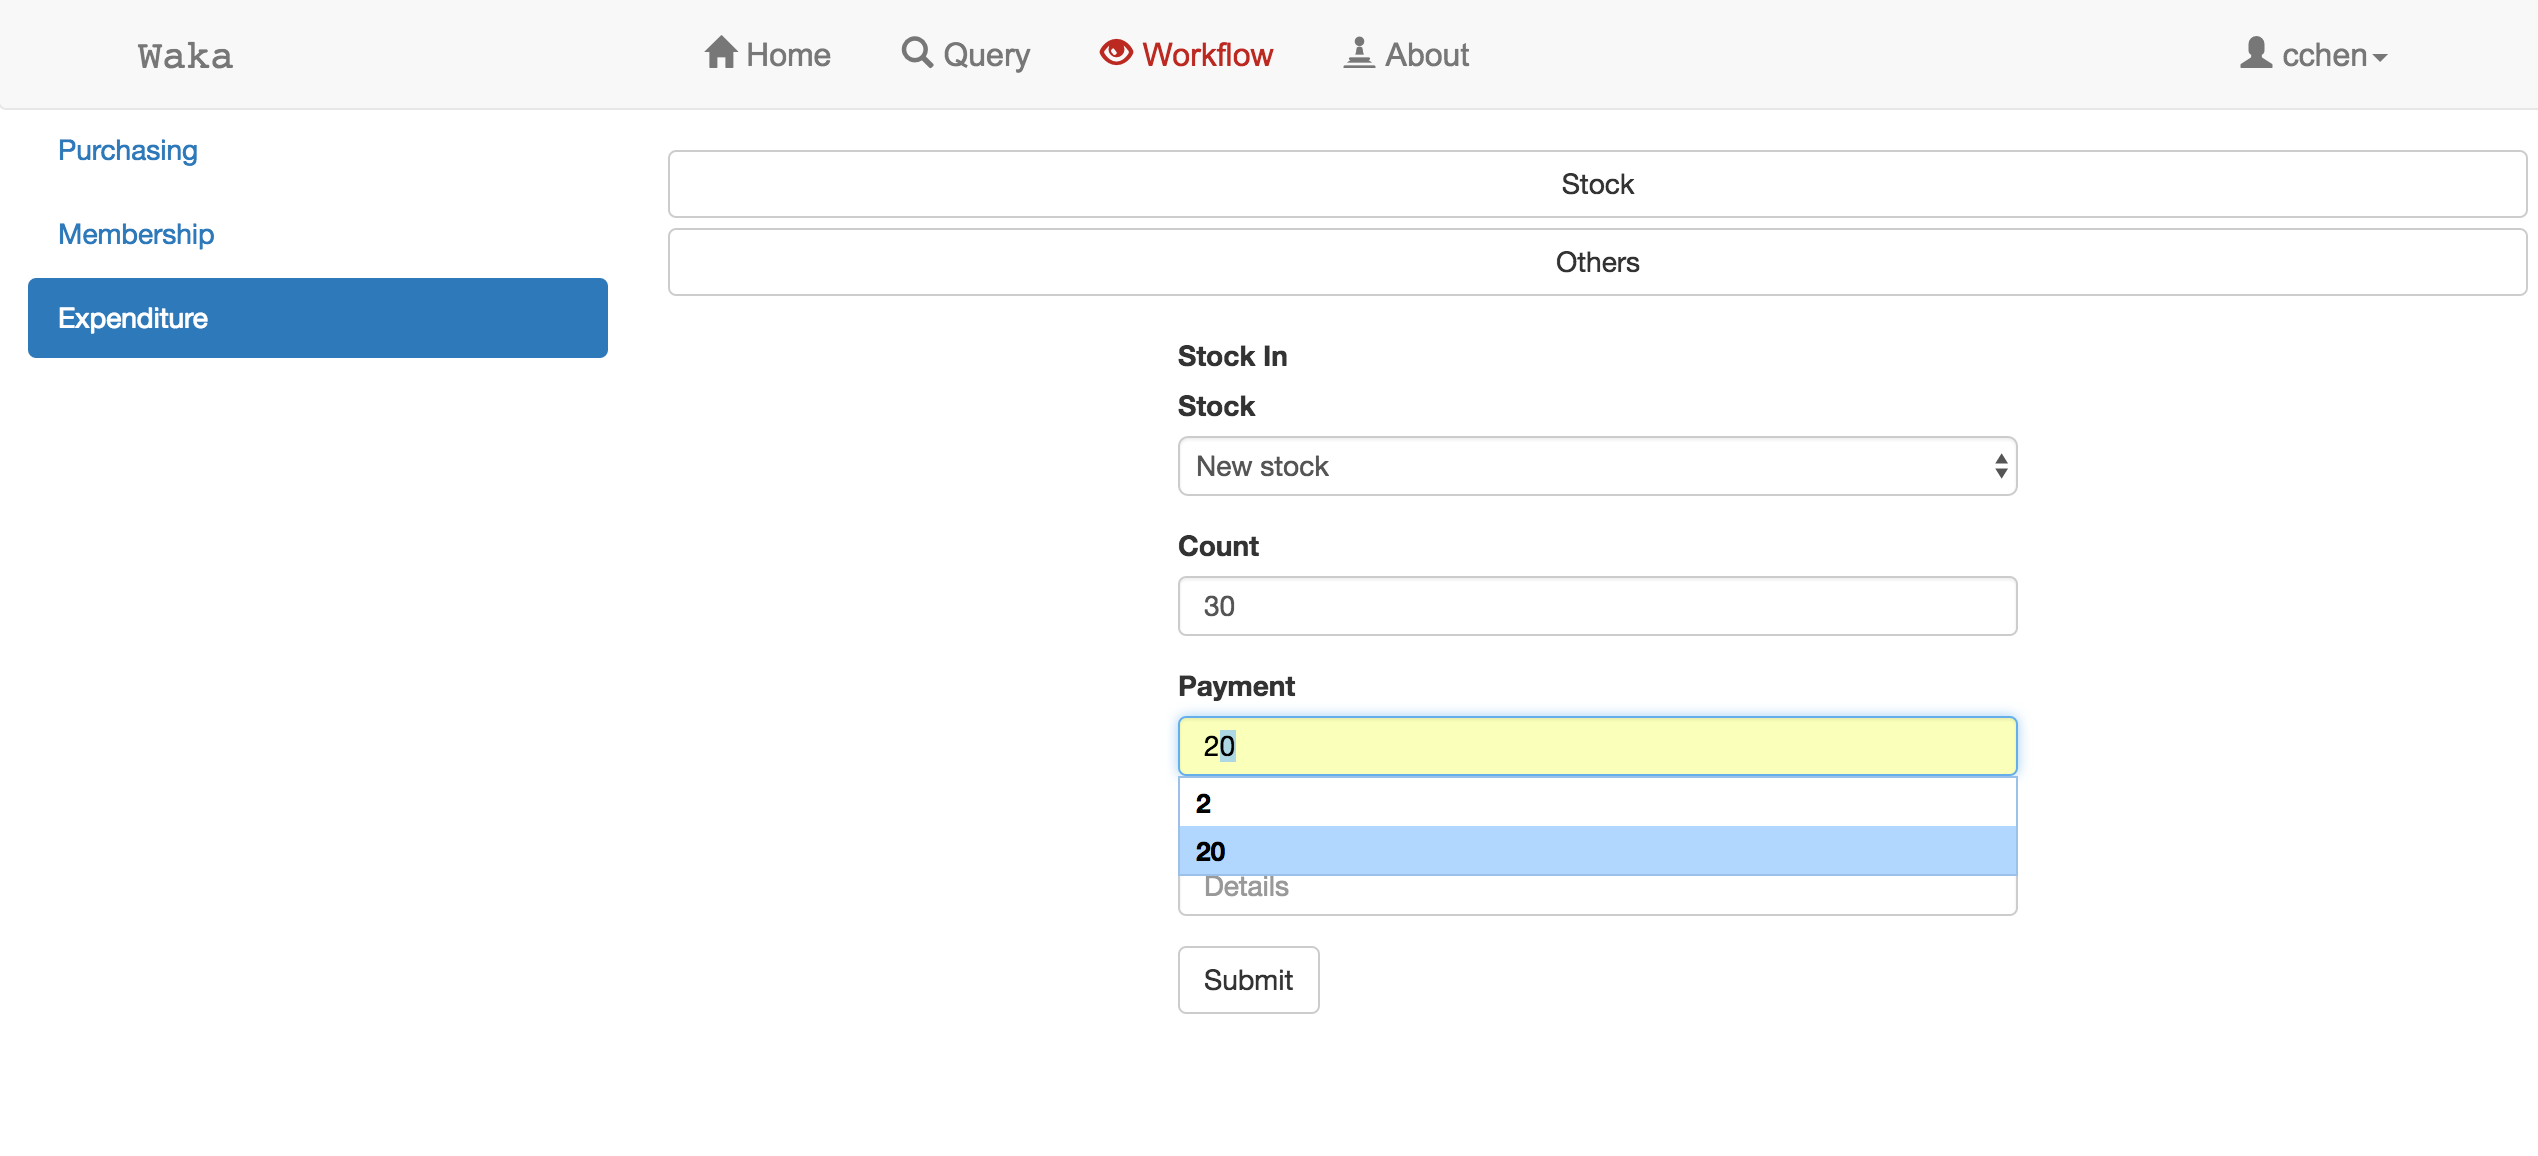 Waka Home Query Workflow About cchen
Purchasing
Membership
Expenditure
Stock
Others
Stock In
Stock
New stock
Count
30
Payment
20
2
20
Details
Submit